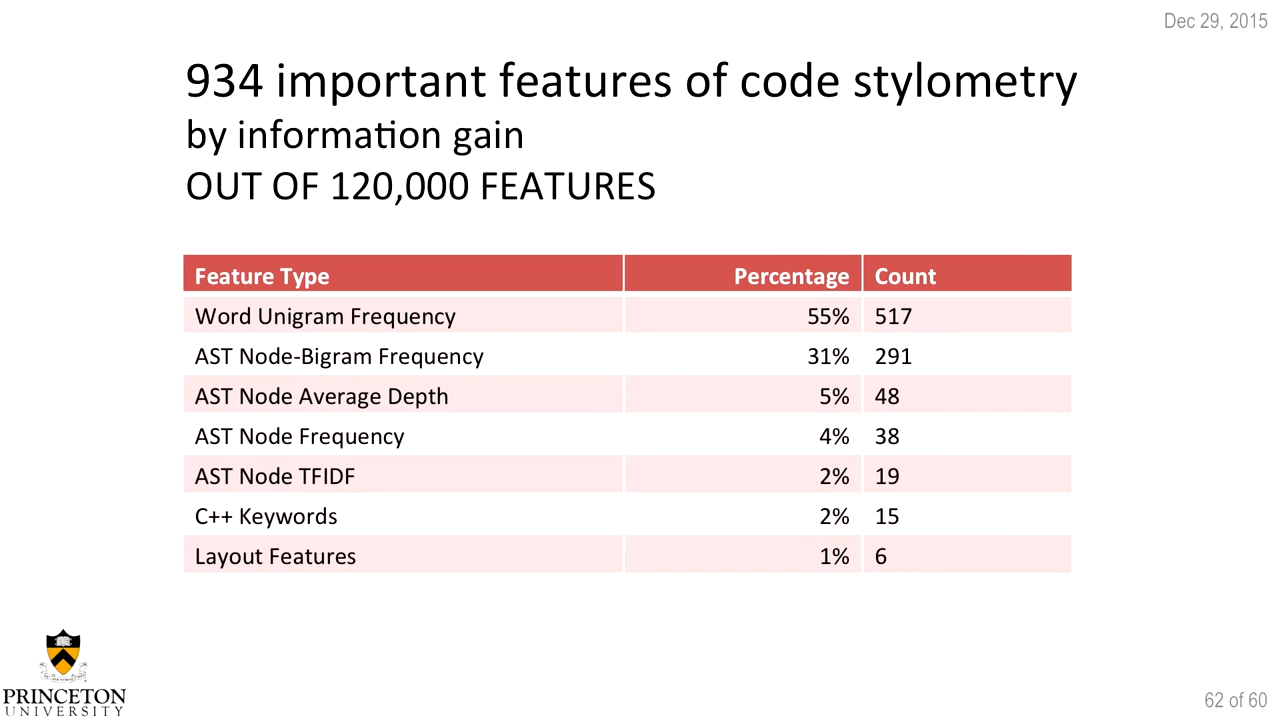 Dec 29, 2015
934 important features of code stylometry
by information gain
OUT OF 120,000 FEATURES
Feature Type Percentage Count
Word Unigram Frequency 55% 517
AST Node-Bigram Frequency 31% 291
AST Node Average Depth 5% 48
AST Node Frequency 4% 38
AST Node TFIDF 2% 19
C++ Keywords 2% 15
Layout Features 1% 6
PRINCETON
UNIVERSITY
62 of 60